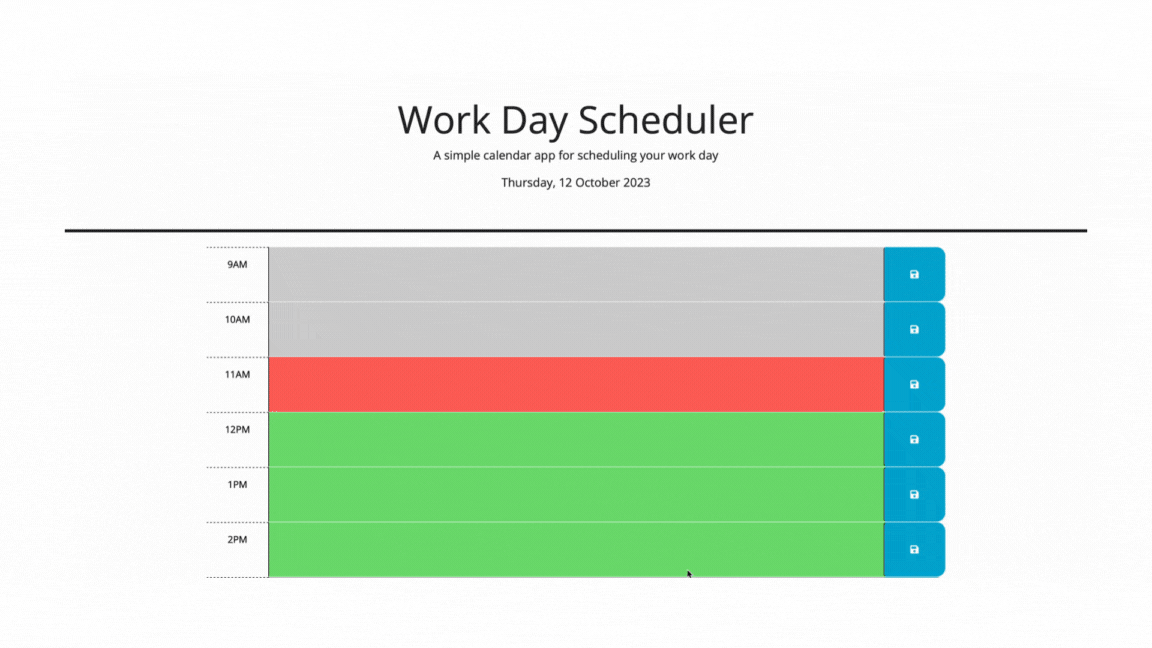 Work Day Scheduler
A simple calendar app for scheduling your work day
Thursday, 12 October 2023
9AM
10AM
11AM
12PM
1PM
2PM